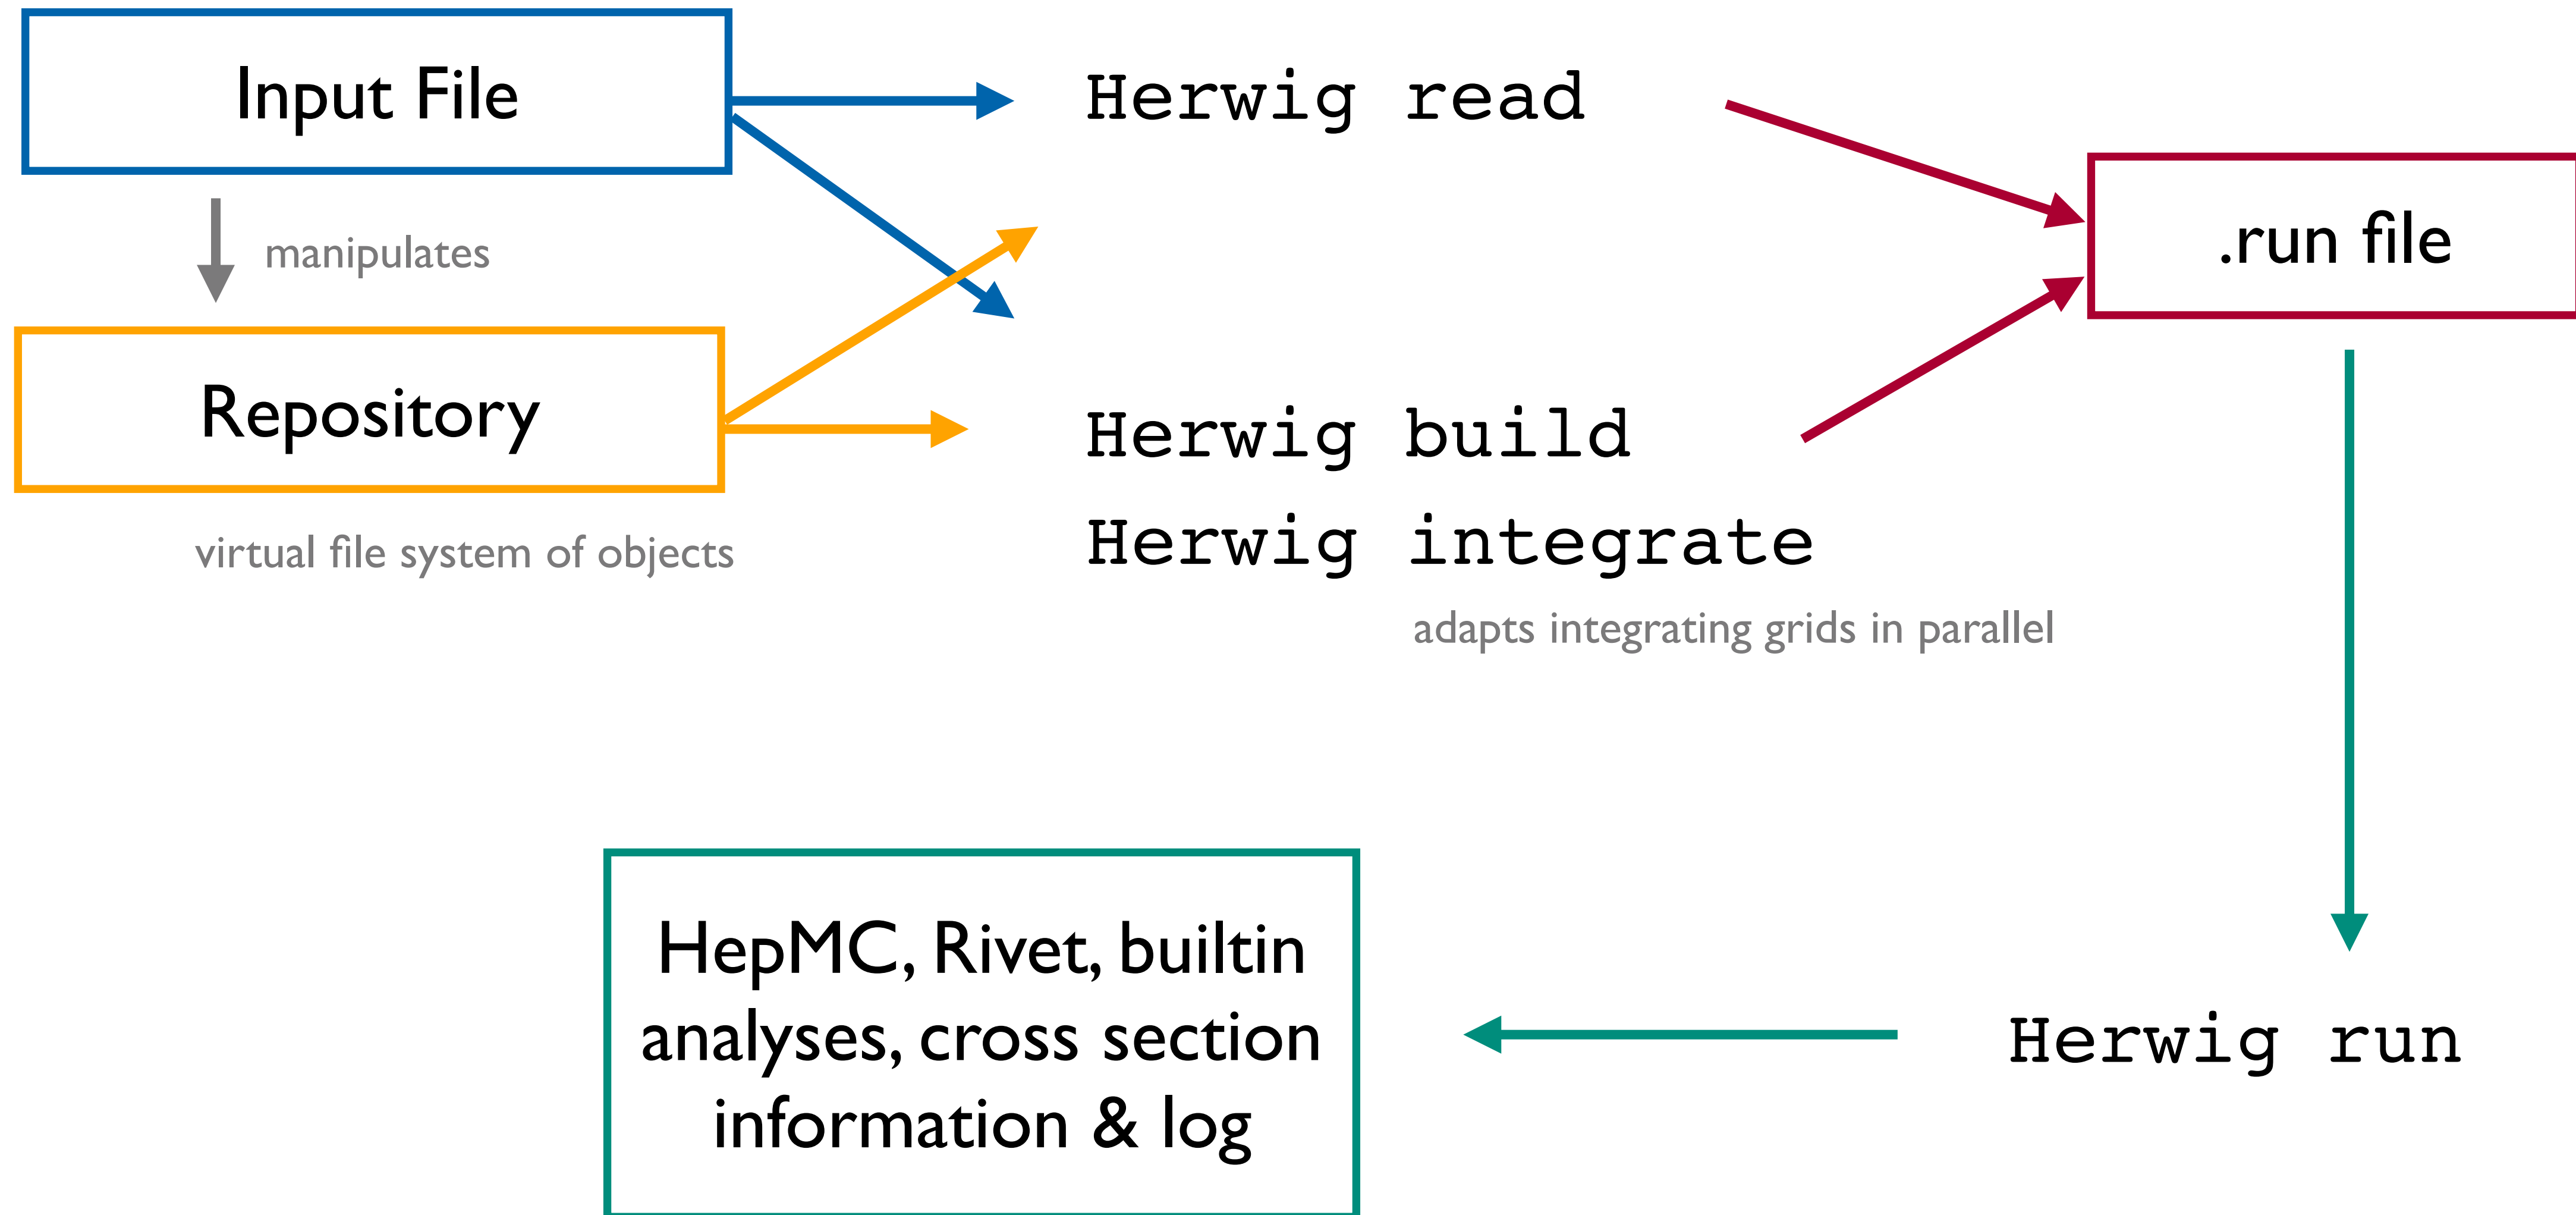 Input File
Herwig read
manipulates
.run file
Repository
Herwig build
virtual file system of objects
Herwig integrate
adapts integrating grids in parallel
HepMC, Rivet, builtin
analyses, cross section
information & log
Herwig run